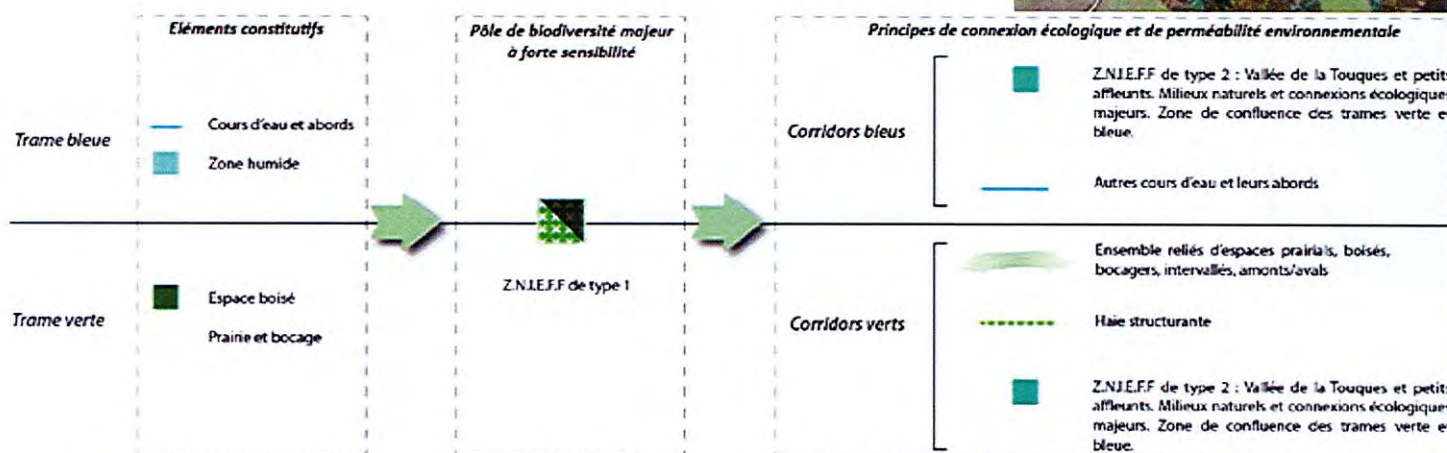 Eléments constitutifs
Pôle de biodiversité majeur
à forte sensibilité
Principes de connexion écologique et de perméabilité environnementale
Trame bleue
Cours d'eau et abords
Zone humide
Corridors bleus
Z.N.I.E.F.F de type 2 : Vallée de la Touques et petits
affleunts. Milieux naturels et connexions écologiques
majeurs. Zone de confluence des trames verte et
bleue.
Autres cours d'eau et leurs abords
Trame verte
Espace boisé
Prairie et bocage
Z.N.I.E.F.F de type 1
Corridors verts
Ensemble reliés d'espaces prairials, boisés,
bocagers, intervallés, amonts/avals
Haie structurante
Z.N.I.E.F.F de type 2 : Vallée de la Touques et petits
affleunts. Milieux naturels et connexions écologiques
majeurs. Zone de confluence des trames verte et
bleue.